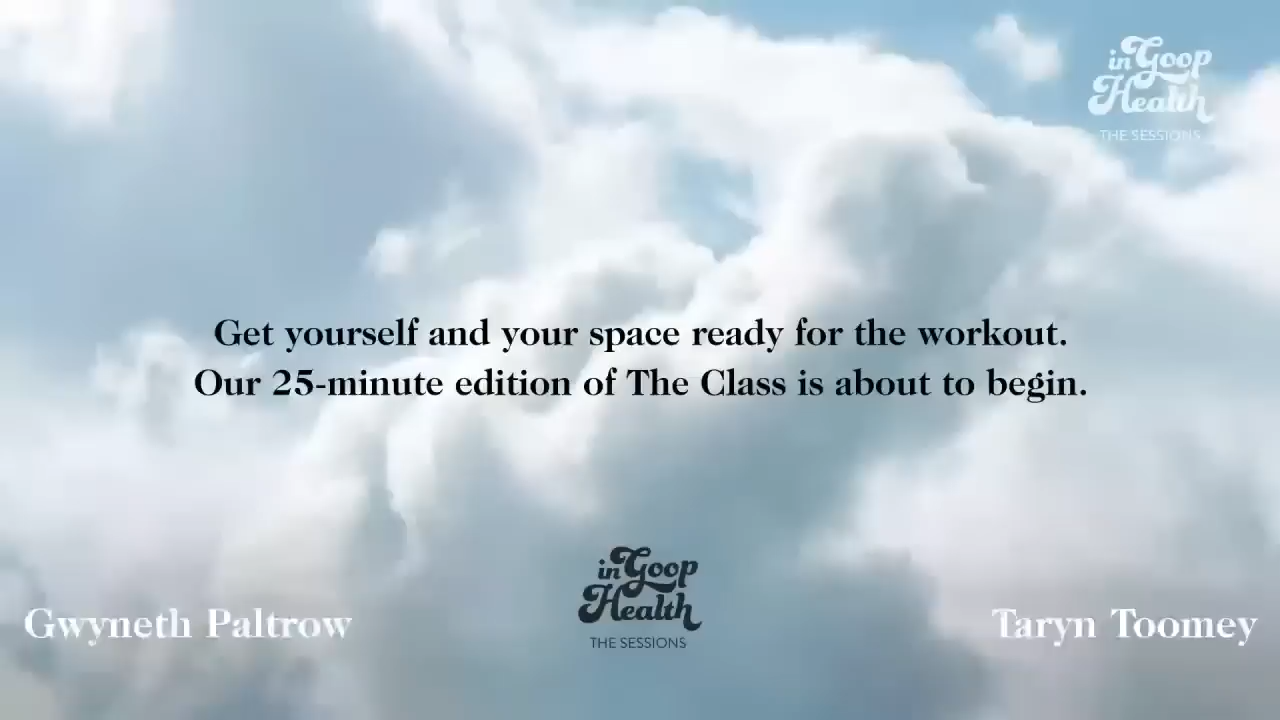 in Goop
Health
THE SESSIONS
Get yourself and your space ready for the workout.
Our 25-minute edition of The Class is about to begin.
in Goop
Health
THE SESSIONS
Gwyneth Paltrow
Taryn Toomey